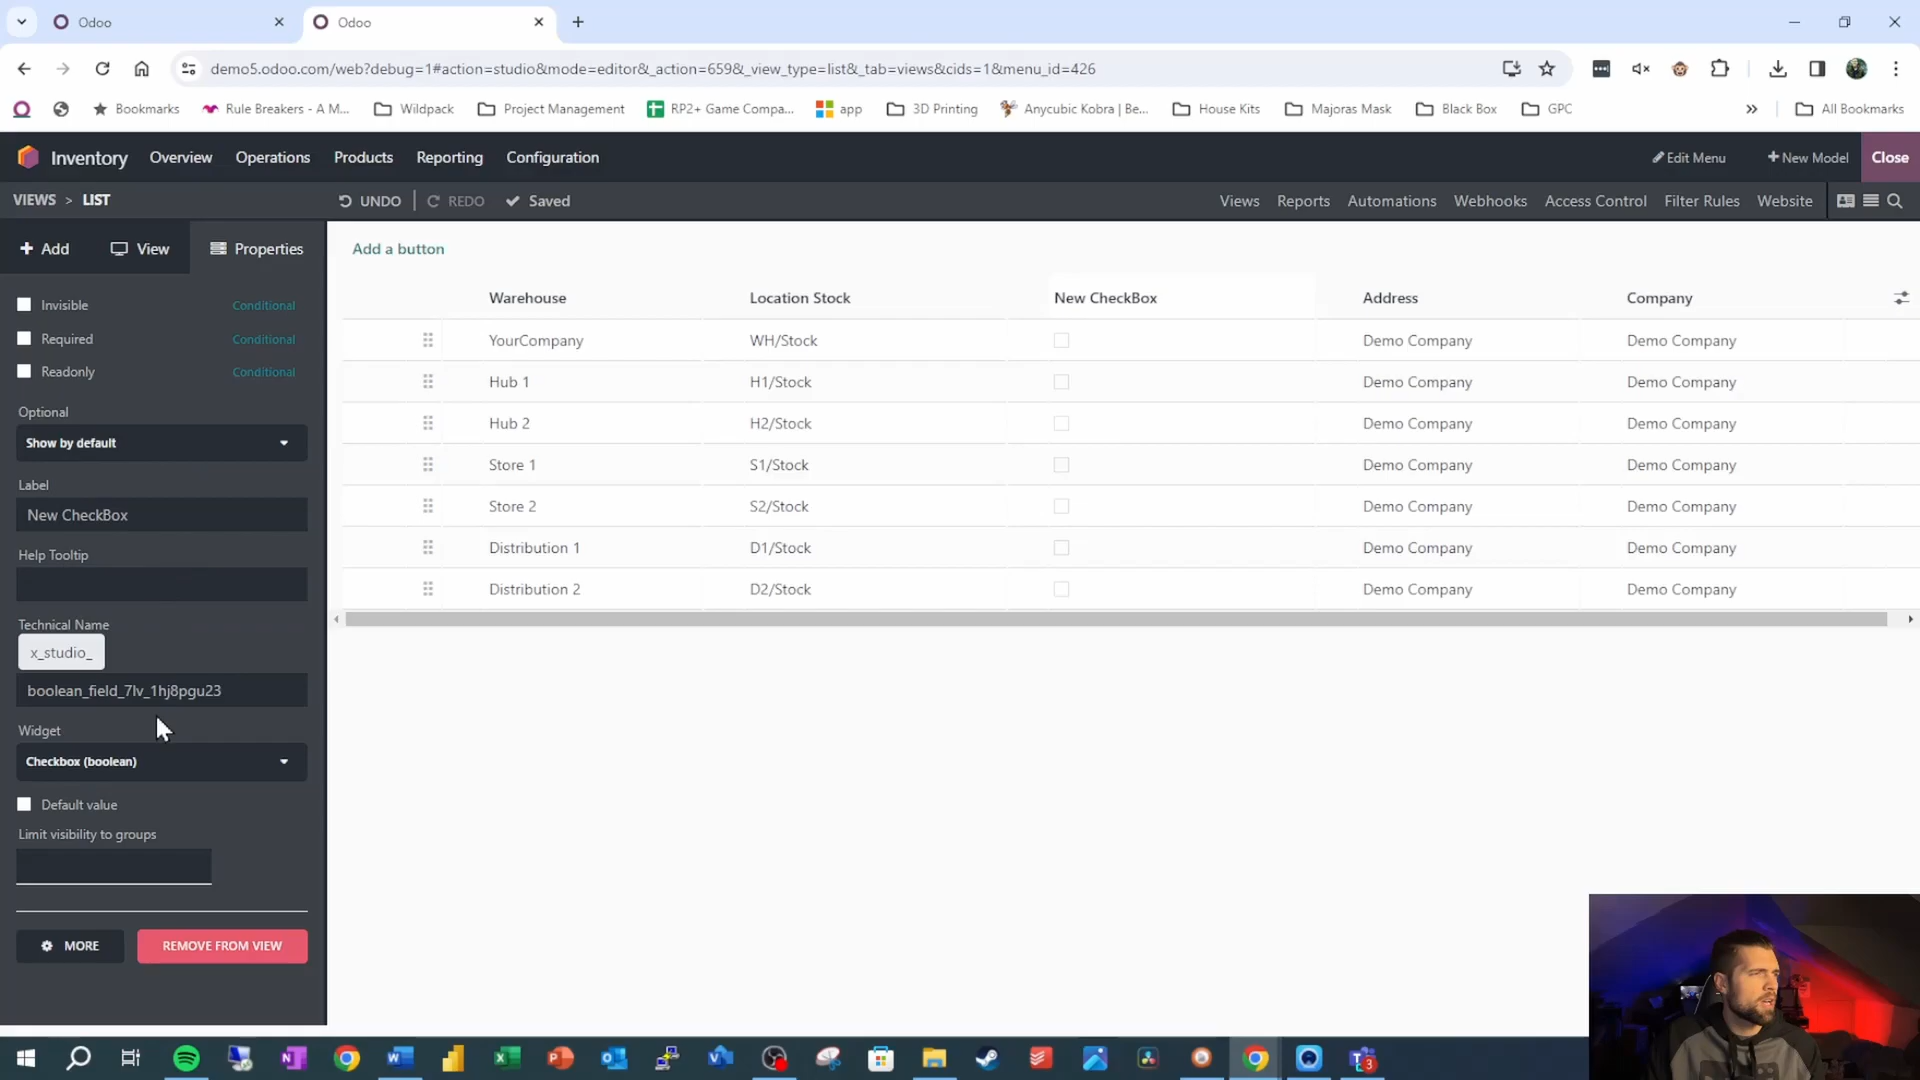 Odoo
Odoo
demo5.odoo.com/web?debug=1#action=studio&mode=editor&_action=659&_view_type=list&_tab=views&cids=1&menu_id=426
Bookmarks
Rule Breakers - A M...
Wildpack
Project Management
RP2+ Game Compa...
app
3D Printing
Anycubic Kobra | Be...
House Kits
Majoras Mask
Black Box
GPC
All Bookmarks
Inventory Overview Operations Products Reporting Configuration
Edit Menu
New Model
Close
VIEWS > LIST
UNDO
REDO
Saved
Views Reports Automations Webhooks Access Control Filter Rules Website
Add
View
Properties
Invisible Conditional
Required Conditional
Readonly Conditional
Optional
Show by default
Label
New CheckBox
Help Tooltip
Technical Name
x_studio_
boolean_field_7lv_1hj8pgu23
Widget
Checkbox (boolean)
Default value
Limit visibility to groups
MORE
REMOVE FROM VIEW
Add a button
Warehouse Location Stock New CheckBox Address Company
YourCompany WH/Stock Demo Company Demo Company
Hub 1 H1/Stock Demo Company Demo Company
Hub 2 H2/Stock Demo Company Demo Company
Store 1 S1/Stock Demo Company Demo Company
Store 2 S2/Stock Demo Company Demo Company
Distribution 1 D1/Stock Demo Company Demo Company
Distribution 2 D2/Stock Demo Company Demo Company